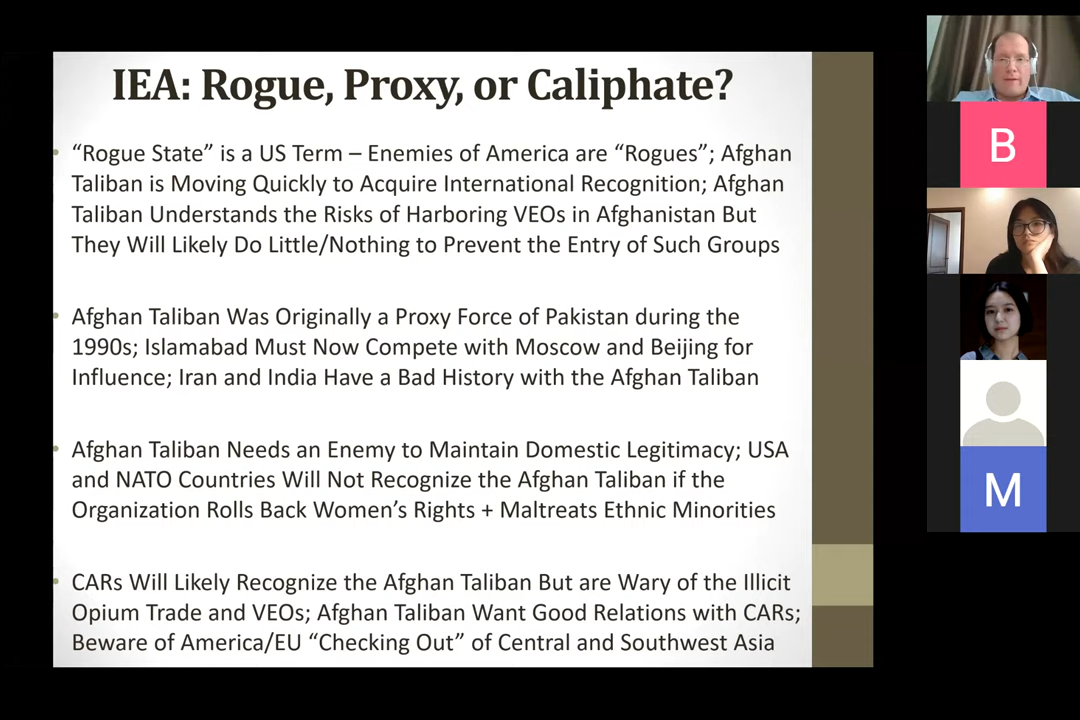 IEA: Rogue, Proxy, or Caliphate?
“Rogue State” is a US Term – Enemies of America are “Rogues”; Afghan
Taliban is Moving Quickly to Acquire International Recognition; Afghan
Taliban Understands the Risks of Harboring VEOs in Afghanistan But
They Will Likely Do Little/Nothing to Prevent the Entry of Such Groups
Afghan Taliban Was Originally a Proxy Force of Pakistan during the
1990s; Islamabad Must Now Compete with Moscow and Beijing for
Influence; Iran and India Have a Bad History with the Afghan Taliban
Afghan Taliban Needs an Enemy to Maintain Domestic Legitimacy; USA
and NATO Countries Will Not Recognize the Afghan Taliban if the
Organization Rolls Back Women’s Rights + Maltreats Ethnic Minorities
CARs Will Likely Recognize the Afghan Taliban But are Wary of the Illicit
Opium Trade and VEOs; Afghan Taliban Want Good Relations with CARs;
Beware of America/EU “Checking Out” of Central and Southwest Asia
B
M